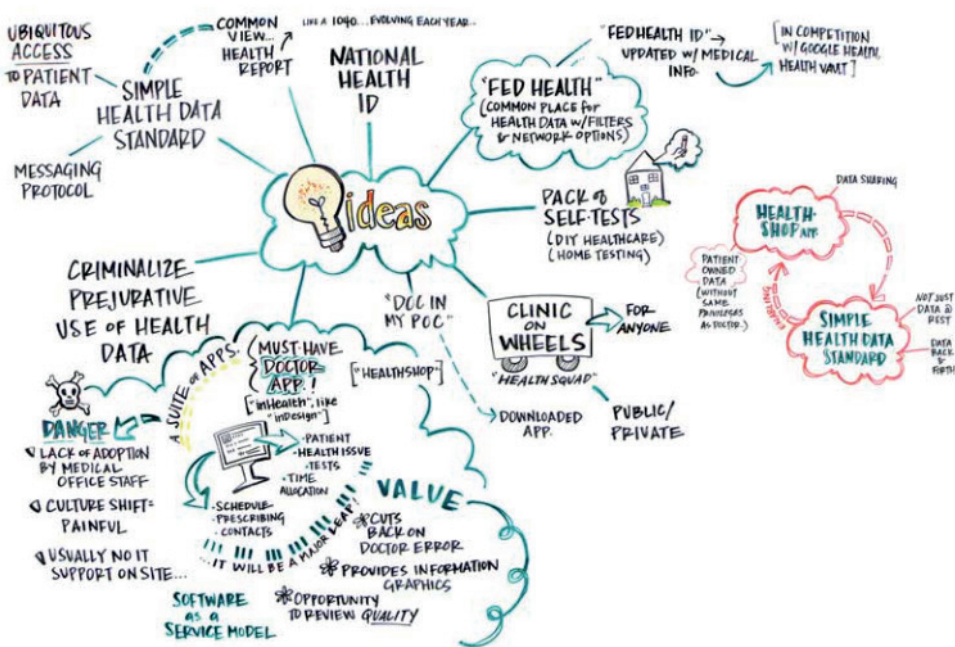 UBIQUITOUS
ACCESS
TO PATIENT
DATA
SIMPLE
HEALTH DATA
STANDARD
MESSAGING
PROTOCOL
COMMON
VIEW...
HEALTH
REPORT
LIKE A 1040...EVOLVING EACH YEAR...
NATIONAL
HEALTH
ID
"FED HEALTH"
(COMMON PLACE for
HEALTH DATA W/FILTERS
& NETWORK OPTIONS)
"FED HEALTH ID"
UPDATED W/ MEDICAL
INFO.
[IN COMPETITION
W/ GOOGLE HEALTH,
HEALTH VAULT]
ideas
PACK of
SELF-TESTS
(DIY HEALTHCARE)
(HOME TESTING)
DATA SHARING
HEALTH-
SHOP APP.
PATIENT
OWNED
DATA
(WITHOUT
SAME
PRIVILEGES
AS DOCTOR.)
ENABLING
SIMPLE
HEALTH DATA
STANDARD
NOT JUST
DATA @
REST
DATA
BACK &
FORTH
CRIMINALIZE
PREJURATIVE
USE OF HEALTH
DATA
"DOC IN
MY POC"
DOWNLOADED
APP.
CLINIC
ON
WHEELS
"HEALTH SQUAD"
FOR
ANYONE
PUBLIC/
PRIVATE
A SUITE OF APPS.
(MUST-HAVE
DOCTOR
APP.!
["inHealth", like
"inDesign"]
["HEALTHSHOP"]
DANGER
LACK OF ADOPTION
BY MEDICAL
OFFICE STAFF
CULTURE SHIFT=
PAINFUL
USUALLY NO IT
SUPPORT ON SITE...
• PATIENT
• HEALTH ISSUE
• TESTS
• TIME
ALLOCATION
• SCHEDULE
• PRESCRIBING
• CONTACTS
...IT WILL BE A MAJOR LEAP!
VALUE
CUTS
BACK ON
DOCTOR ERROR
PROVIDES INFORMATION
GRAPHICS
OPPORTUNITY
TO REVIEW QUALITY
SOFTWARE
as a
SERVICE MODEL